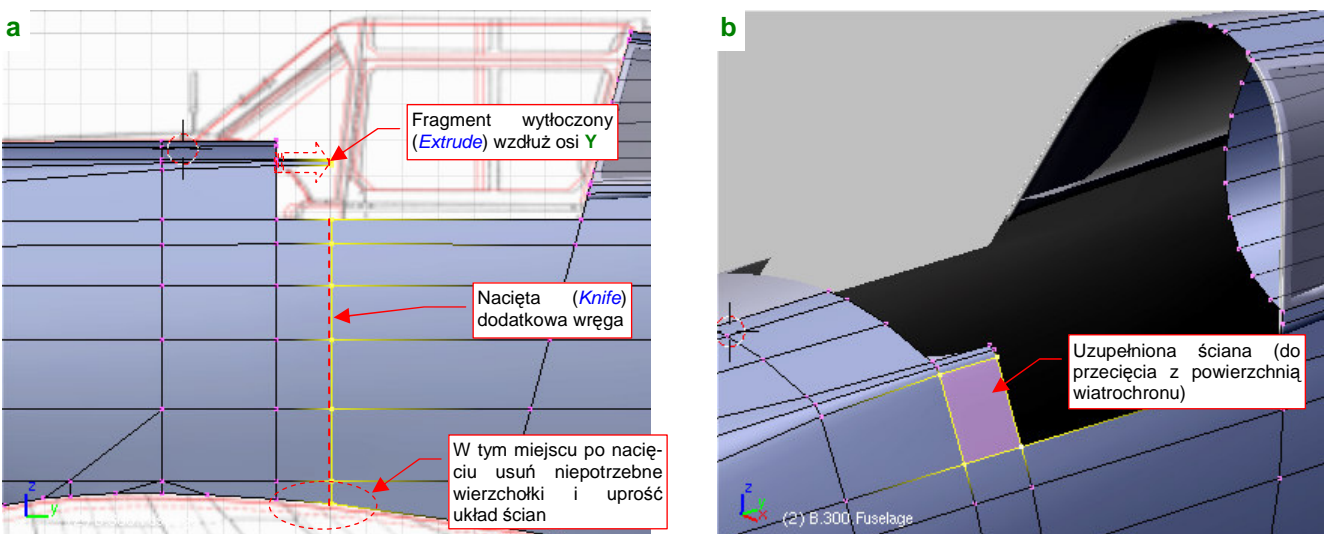 a
Fragment wytłoczony
(Extrude) wzdłuż osi Y
Nacięta (Knife)
dodatkowa wręga
W tym miejscu po nacię-
ciu usuń niepotrzebne
wierzchołki i uprość
układ ścian
z
y
b
Uzupełniona ściana (do
przecięcia z powierzchnią
wiatrochronu)
z
y
x
(2) B.300.Fuselage